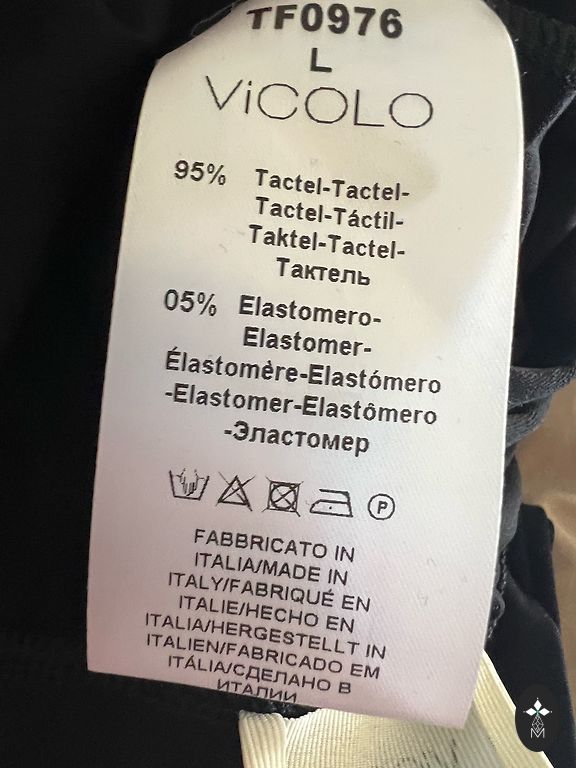 TF0976
L
ViCOLO
95% Tactel-Tactel-
Tactel-Táctil-
Taktel-Tactel-
Тактель
05% Elastomero-
Elastomer-
Élastomère-Elastómero
-Elastomer-Elastômero
-Эластомер
P
FABBRICATO IN
ITALIA/MADE IN
ITALY/FABRIQUÉ EN
ITALIE/HECHO EN
ITALIA/HERGESTELLT IN
ITALIEN/FABRICADO EM
ITÁLIA/СДЕЛАНО В
ИТАЛИИ
M